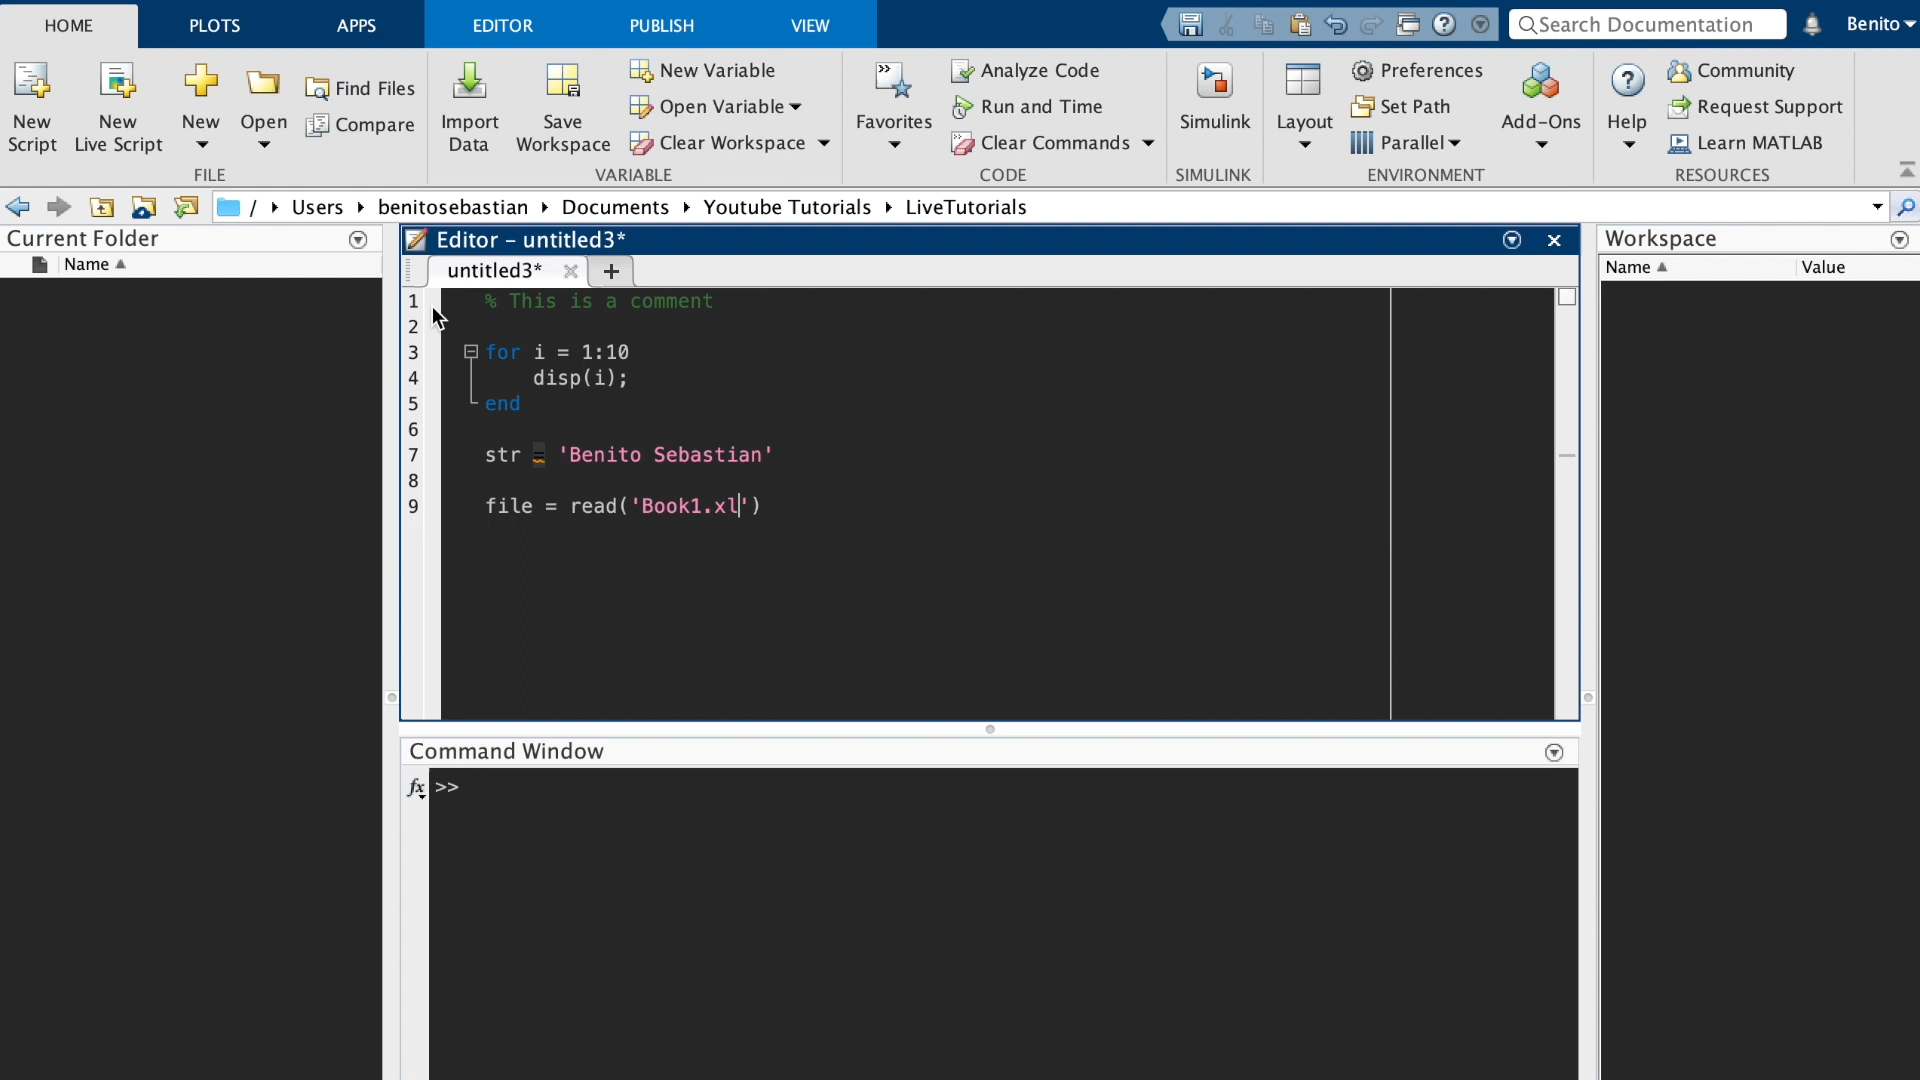 HOME PLOTS APPS EDITOR PUBLISH VIEW Search Documentation Benito
New Script
New Live Script
New
Open
Find Files
Compare
FILE
Import Data
Save Workspace
New Variable
Open Variable
Clear Workspace
VARIABLE
Favorites
Analyze Code
Run and Time
Clear Commands
CODE
Simulink
SIMULINK
Layout
Preferences
Set Path
Parallel
Add-Ons
ENVIRONMENT
Help
Community
Request Support
Learn MATLAB
RESOURCES
/ Users benitosebastian Documents Youtube Tutorials LiveTutorials
Current Folder
Name
Editor - untitled3*
untitled3*
1 % This is a comment
2
3 for i = 1:10
4 disp(i);
5 end
6
7 str = 'Benito Sebastian'
8
9 file = read('Book1.xl')
Command Window
fx >>
Workspace
Name Value